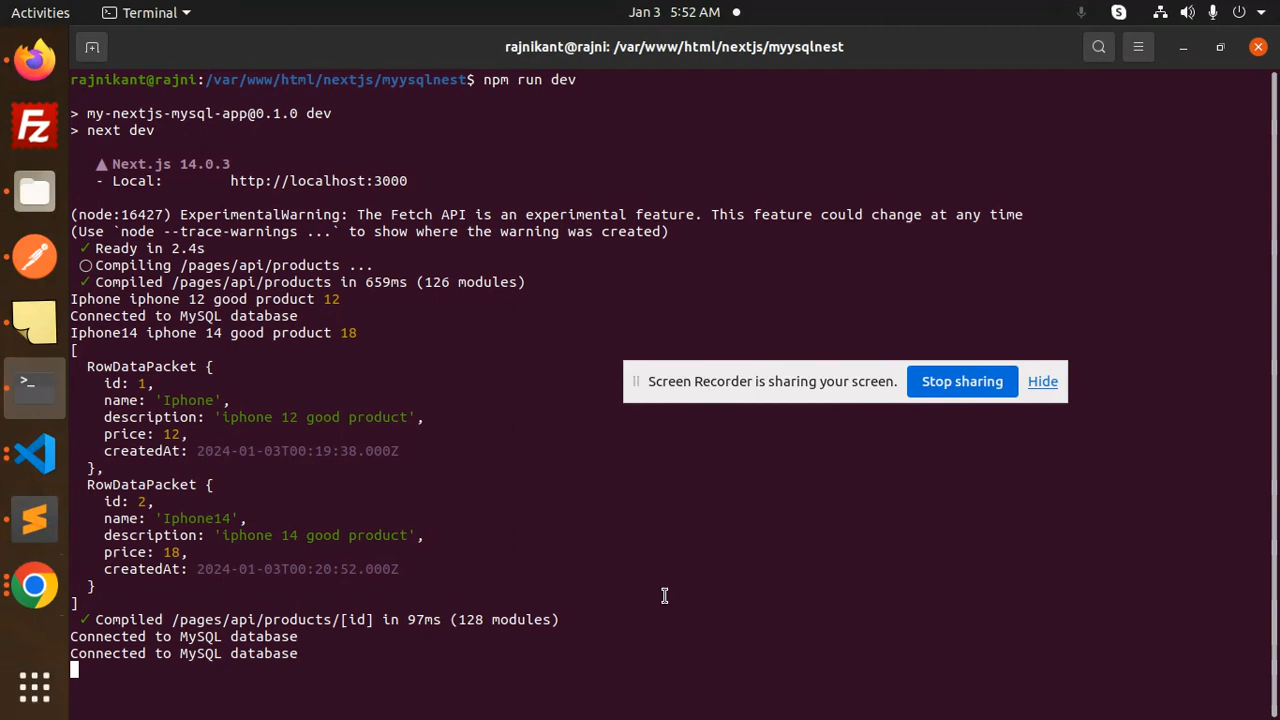 Activities
Terminal
Jan 3 5:52 AM
rajnikant@rajni: /var/www/html/nextjs/myysqlnest
rajnikant@rajni:/var/www/html/nextjs/myysqlnest$ npm run dev
> my-nextjs-mysql-app@0.1.0 dev
> next dev
▲ Next.js 14.0.3
- Local: http://localhost:3000
(node:16427) ExperimentalWarning: The Fetch API is an experimental feature. This feature could change at any time
(Use `node --trace-warnings ...` to show where the warning was created)
✓ Ready in 2.4s
○ Compiling /pages/api/products ...
✓ Compiled /pages/api/products in 659ms (126 modules)
Iphone iphone 12 good product 12
Connected to MySQL database
Iphone14 iphone 14 good product 18
[
RowDataPacket {
id: 1,
name: 'Iphone',
description: 'iphone 12 good product',
price: 12,
createdAt: 2024-01-03T00:19:38.000Z
},
RowDataPacket {
id: 2,
name: 'Iphone14',
description: 'iphone 14 good product',
price: 18,
createdAt: 2024-01-03T00:20:52.000Z
}
]
✓ Compiled /pages/api/products/[id] in 97ms (128 modules)
Connected to MySQL database
Connected to MySQL database
Screen Recorder is sharing your screen. Stop sharing Hide